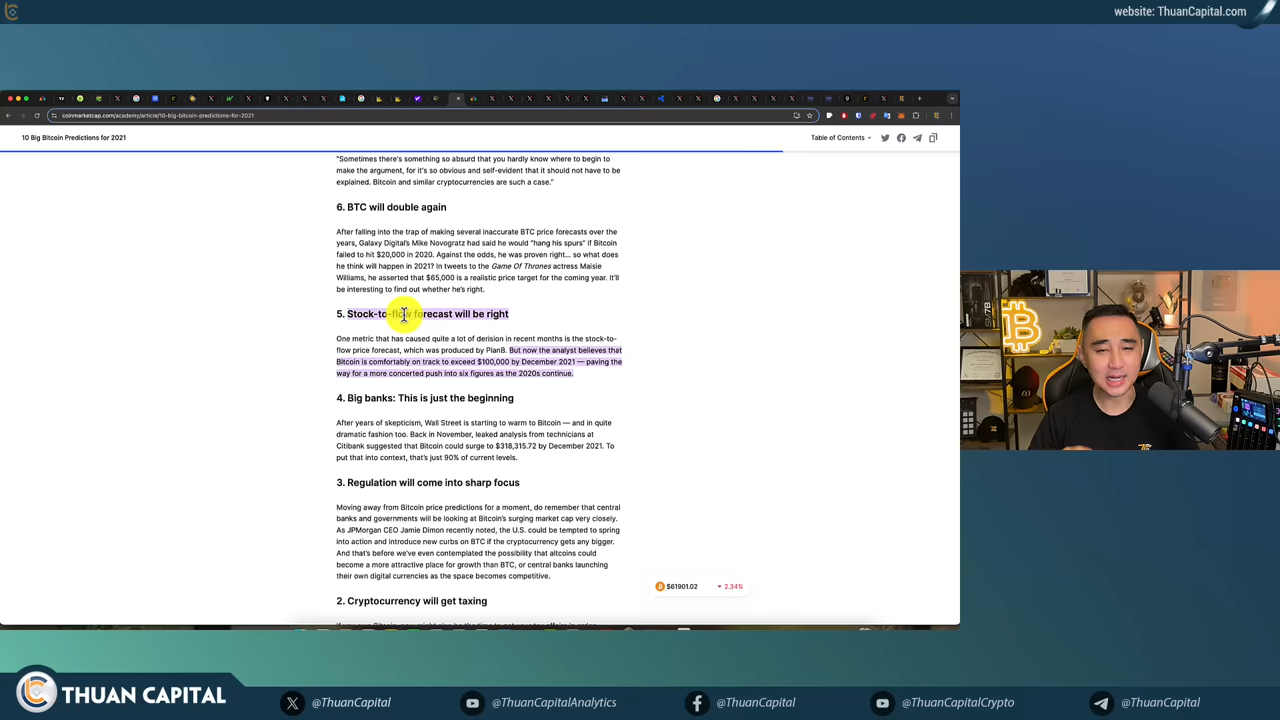 website: ThuanCapital.com
coinmarketcap.com/academy/article/10-big-bitcoin-predictions-for-2021
10 Big Bitcoin Predictions for 2021
Table of Contents
“Sometimes there's something so absurd that you hardly know where to begin to
make the argument, for it's so obvious and self-evident that it should not have to be
explained. Bitcoin and similar cryptocurrencies are such a case.”
6. BTC will double again
After falling into the trap of making several inaccurate BTC price forecasts over the
years, Galaxy Digital's Mike Novogratz had said he would “hang his spurs” if Bitcoin
failed to hit $20,000 in 2020. Against the odds, he was proven right… so what does
he think will happen in 2021? In tweets to the Game Of Thrones actress Maisie
Williams, he asserted that $65,000 is a realistic price target for the coming year. It'll
be interesting to find out whether he's right.
5. Stock-to-flow forecast will be right
One metric that has caused quite a lot of derision in recent months is the stock-to-
flow price forecast, which was produced by PlanB. But now the analyst believes that
Bitcoin is comfortably on track to exceed $100,000 by December 2021 — paving the
way for a more concerted push into six figures as the 2020s continue.
4. Big banks: This is just the beginning
After years of skepticism, Wall Street is starting to warm to Bitcoin — and in quite
dramatic fashion too. Back in November, leaked analysis from technicians at
Citibank suggested that Bitcoin could surge to $318,315.72 by December 2021. To
put that into context, that's just 90% of current levels.
3. Regulation will come into sharp focus
Moving away from Bitcoin price predictions for a moment, do remember that central
banks and governments will be looking at Bitcoin's surging market cap very closely.
As JPMorgan CEO Jamie Dimon recently noted, the U.S. could be tempted to spring
into action and introduce new curbs on BTC if the cryptocurrency gets any bigger.
And that's before we've even contemplated the possibility that altcoins could
become a more attractive place for growth than BTC, or central banks launching
their own digital currencies as the space becomes competitive.
$61901.02 2.34%
2. Cryptocurrency will get taxing
SM7B
THUAN CAPITAL
@ThuanCapital
@ThuanCapitalAnalytics
@ThuanCapital
@ThuanCapitalCrypto
@ThuanCapital